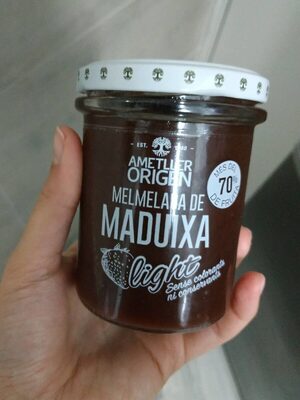 EST.
AMETLLER
ORIGEN
MELMELADA DE
MADUIXA
light
Sense colorants
ni conservants
MÉS DEL
70%
DE FRUITA